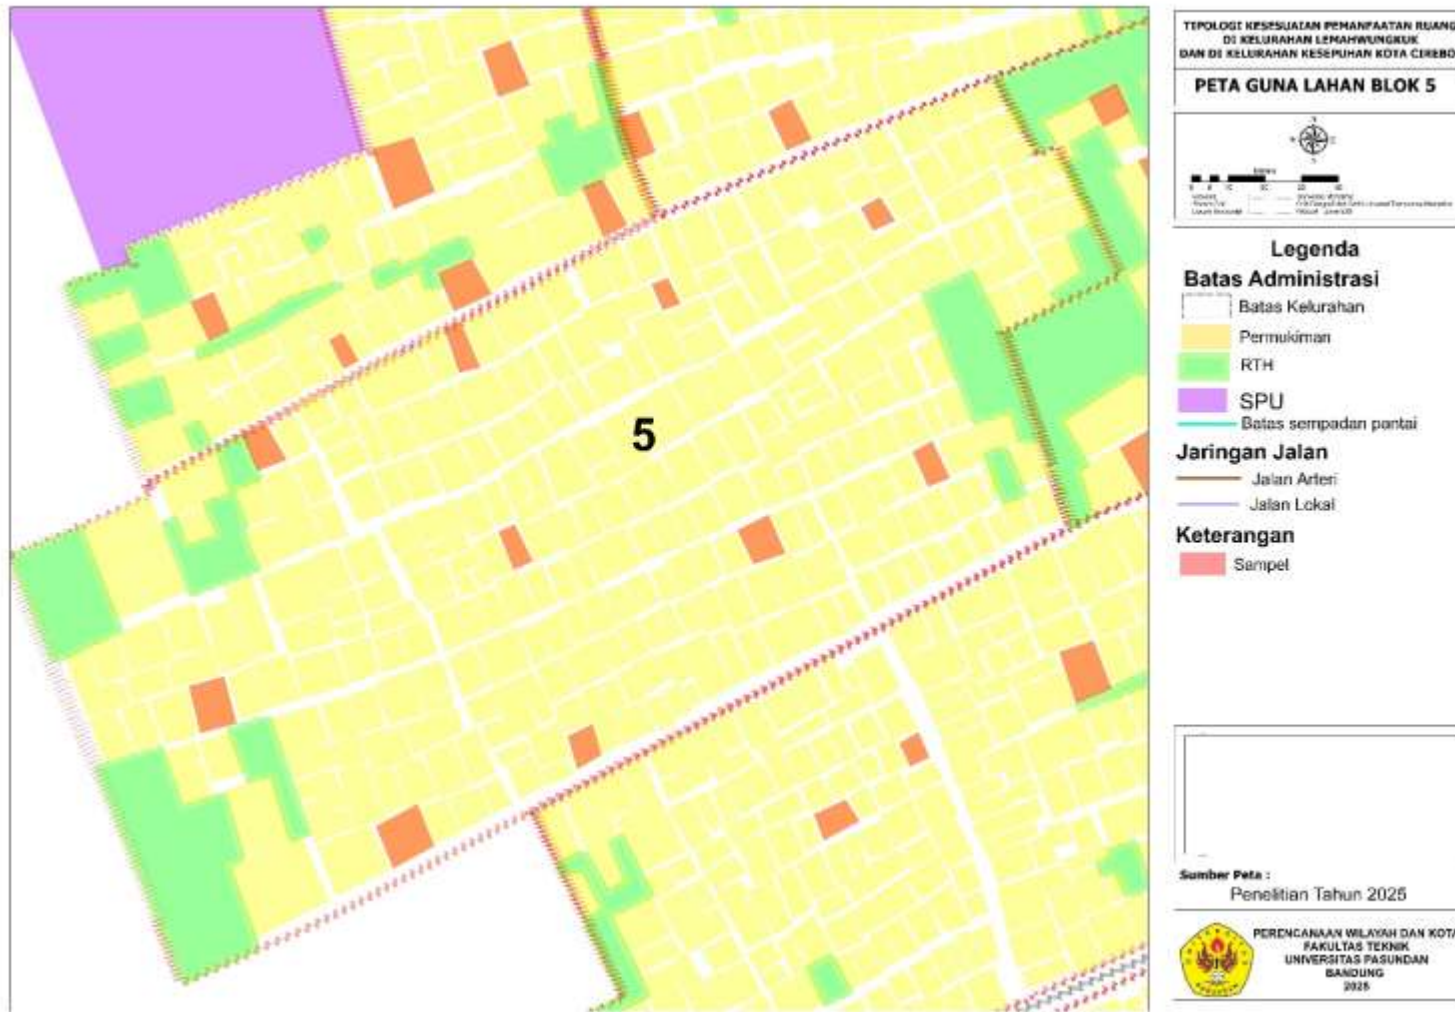 5
TIPOLOGI KESESUAIAN PEMANFAATAN RUANG
DI KELURAHAN LEMAHWUNGKUK
DAN DI KELURAHAN KESEPUHAN KOTA CIREBO
PETA GUNA LAHAN BLOK 5
Legenda
Batas Administrasi
Batas Kelurahan
Permukiman
RTH
SPU
Batas sempadan pantai
Jaringan Jalan
Jalan Arteri
Jalan Lokal
Keterangan
Sampel
Sumber Peta :
Penelitian Tahun 2025
PERENCANAAN WILAYAH DAN KOTA
FAKULTAS TEKNIK
UNIVERSITAS PASUNDAN
BANDUNG
2025